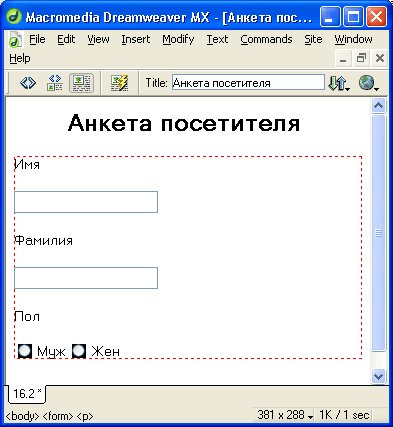 Macromedia Dreamweaver MX - [Анкета пос...
File Edit View Insert Modify Text Commands Site Window
Help
Title: Анкета посетителя
Анкета посетителя
Имя
Фамилия
Пол
Муж Жен
16.2*
<body> <form> <p> 381 x 288 1K / 1 sec